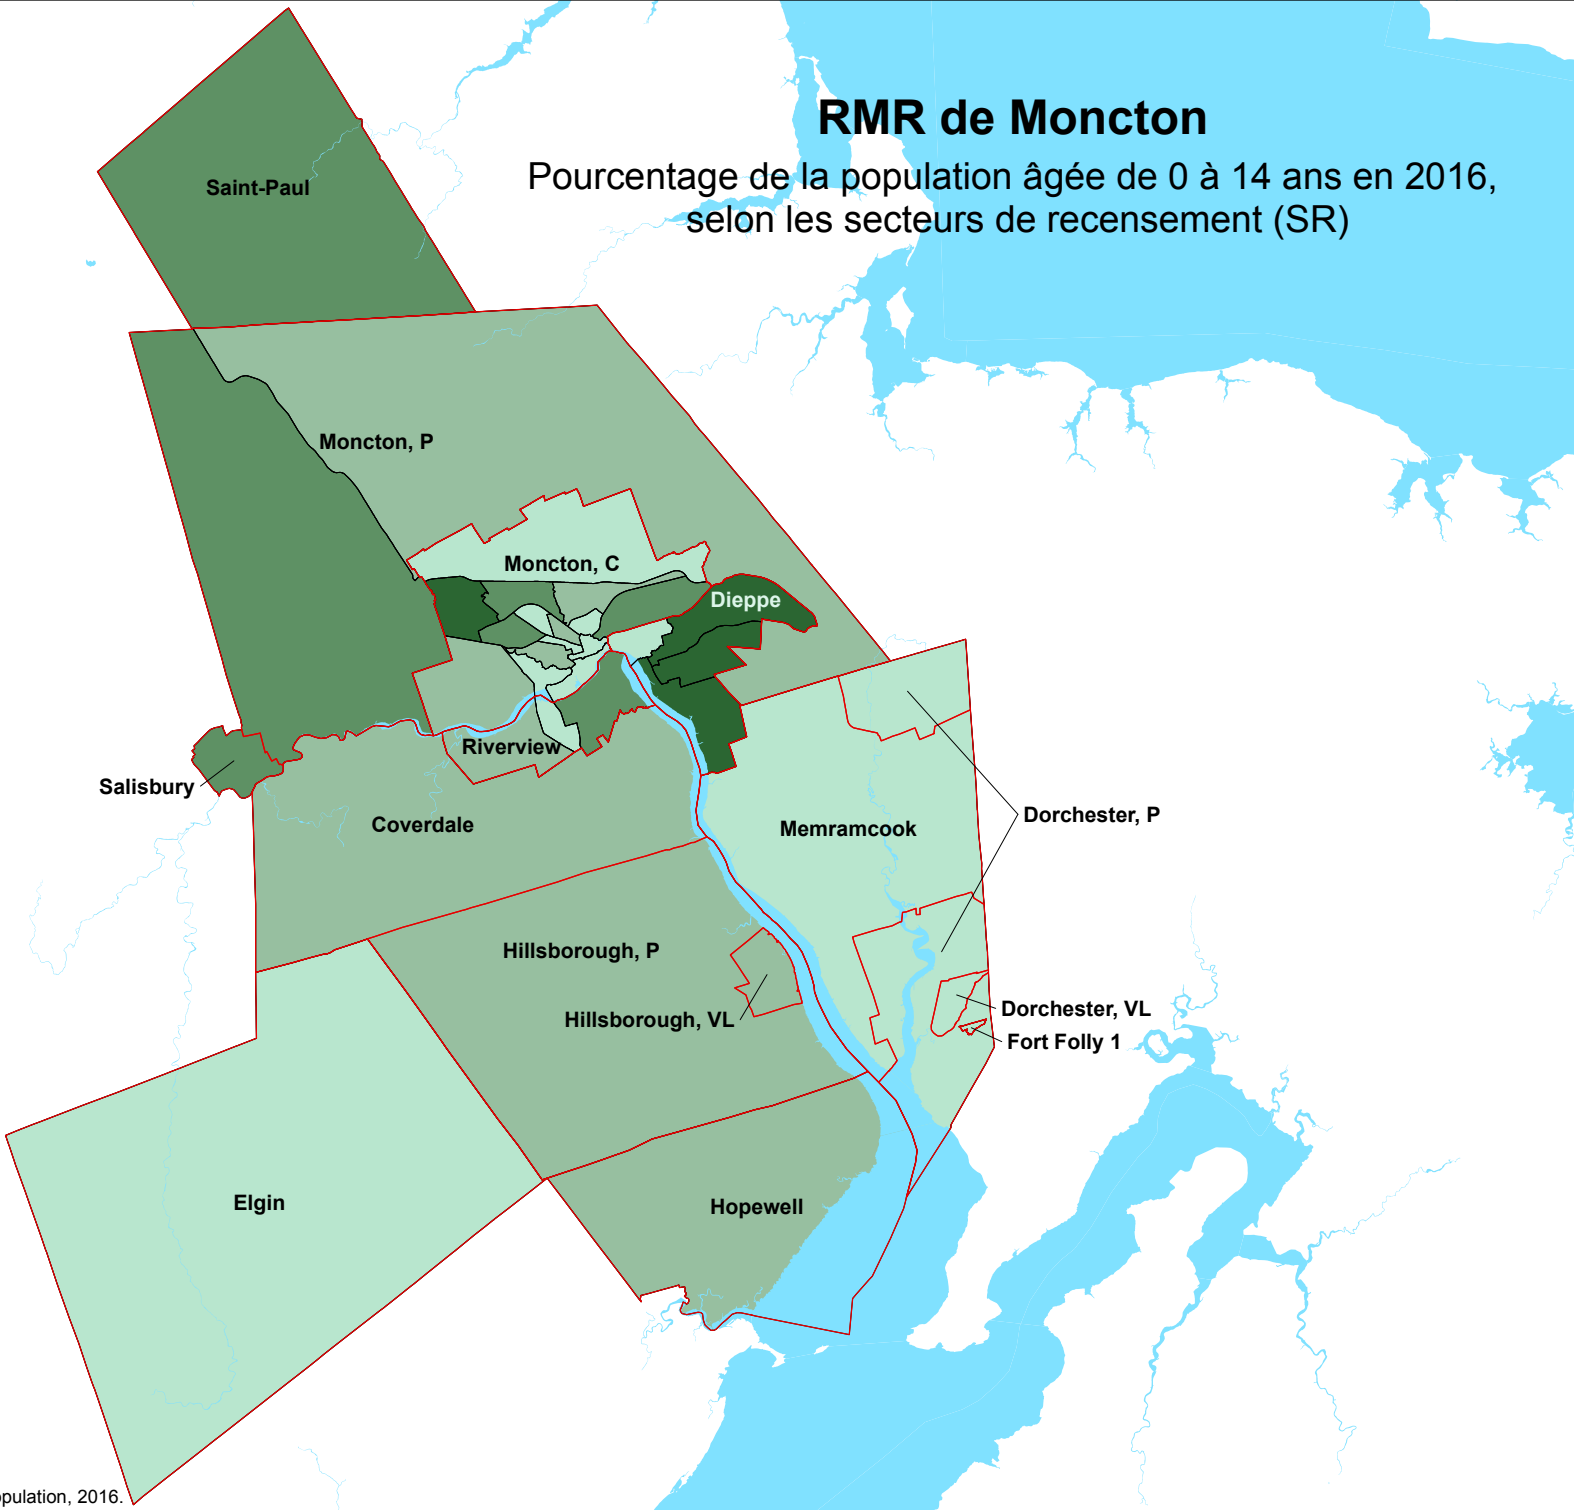 RMR de Moncton
Pourcentage de la population âgée de 0 à 14 ans en 2016,
selon les secteurs de recensement (SR)
Saint-Paul
Moncton, P
Moncton, C
Dieppe
Riverview
Salisbury
Coverdale
Memramcook
Dorchester, P
Hillsborough, P
Hillsborough, VL
Dorchester, VL
Fort Folly 1
Elgin
Hopewell
population, 2016.